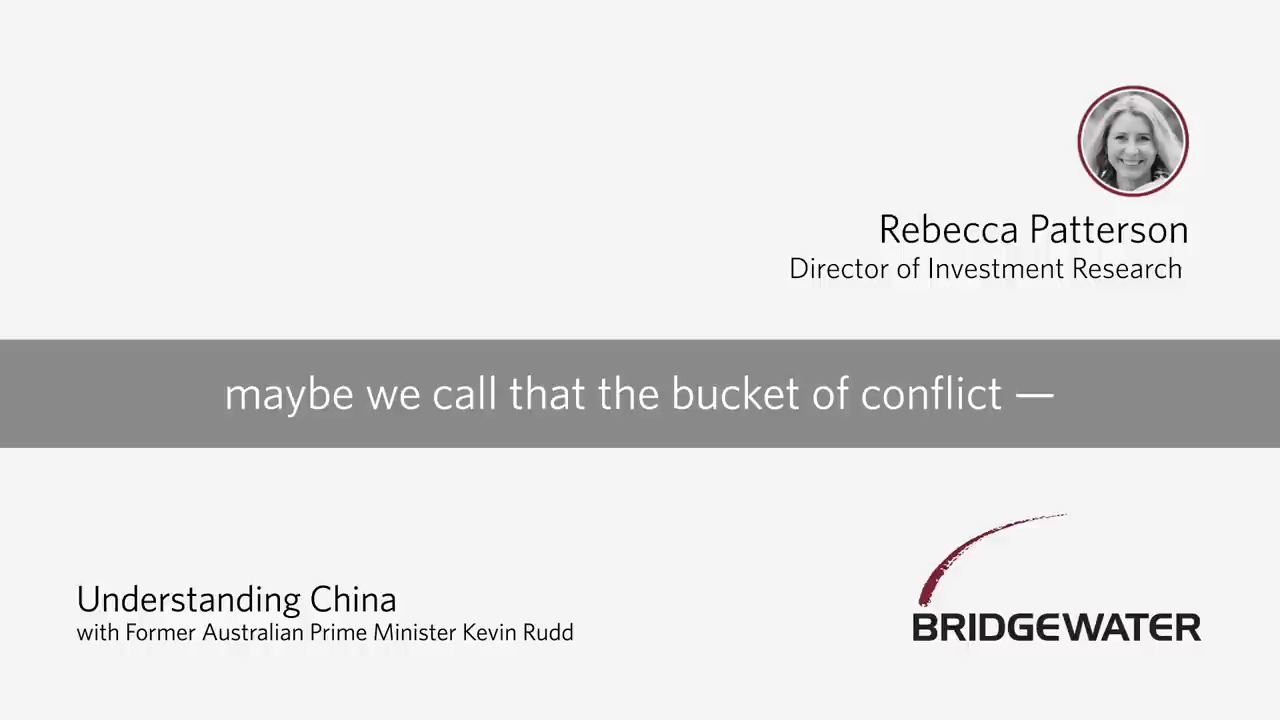 Rebecca Patterson
Director of Investment Research
maybe we call that the bucket of conflict —
Understanding China
with Former Australian Prime Minister Kevin Rudd
BRIDGEWATER